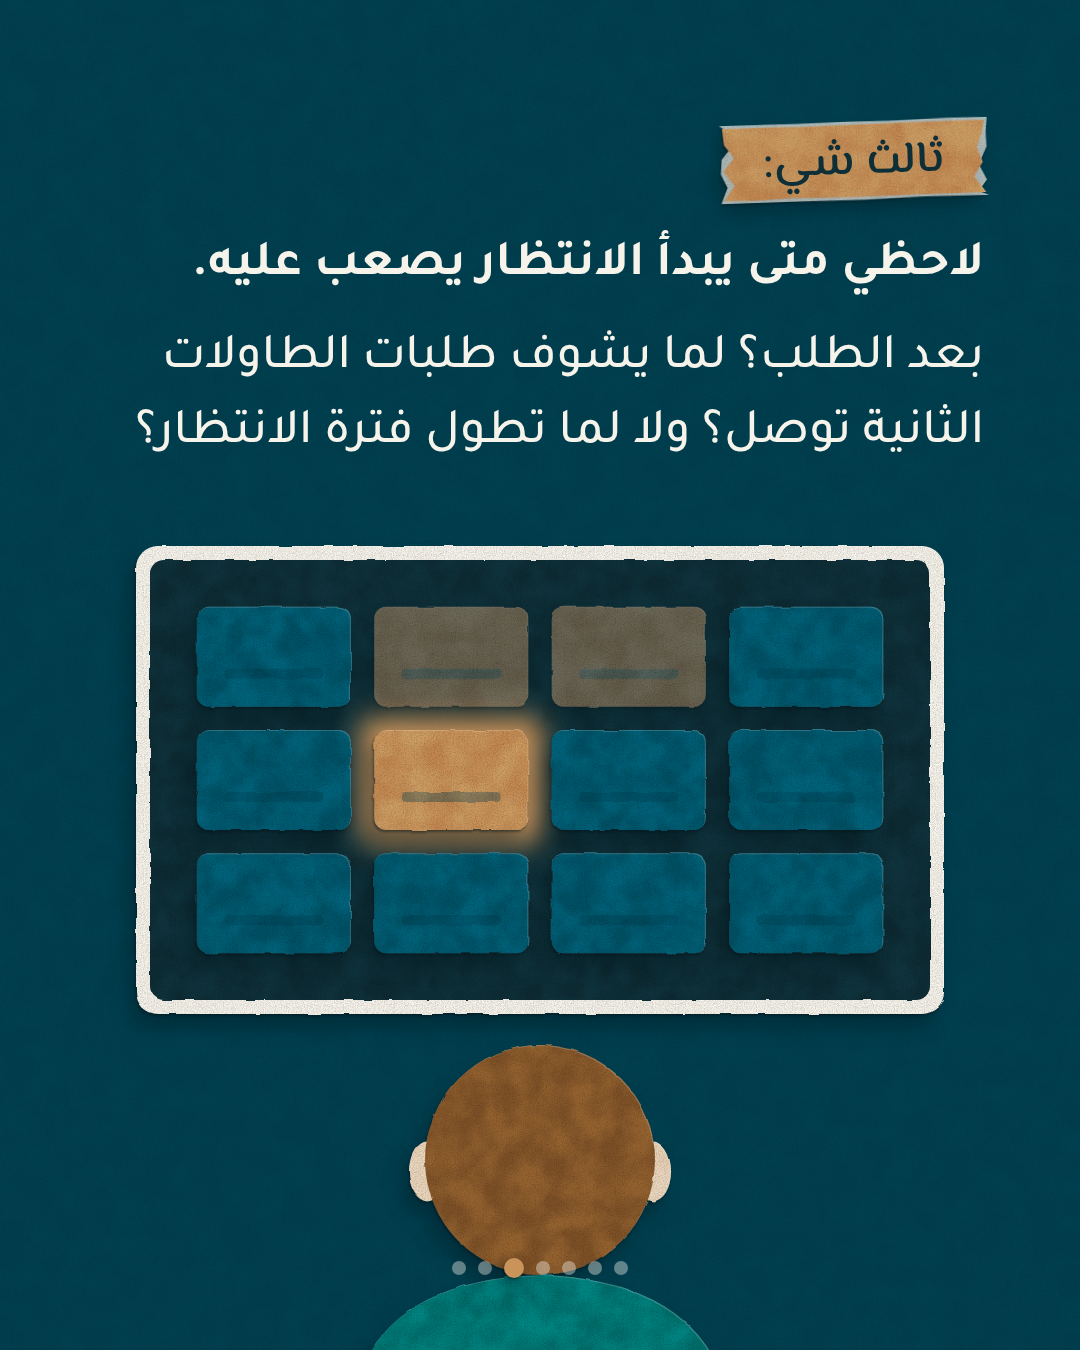 ثالث شي:
لاحظي متى يبدأ الانتظار يصعب عليه.
بعد الطلب؟ لما يشوف طلبات الطاولات
الثانية توصل؟ ولا لما تطول فترة الانتظار؟